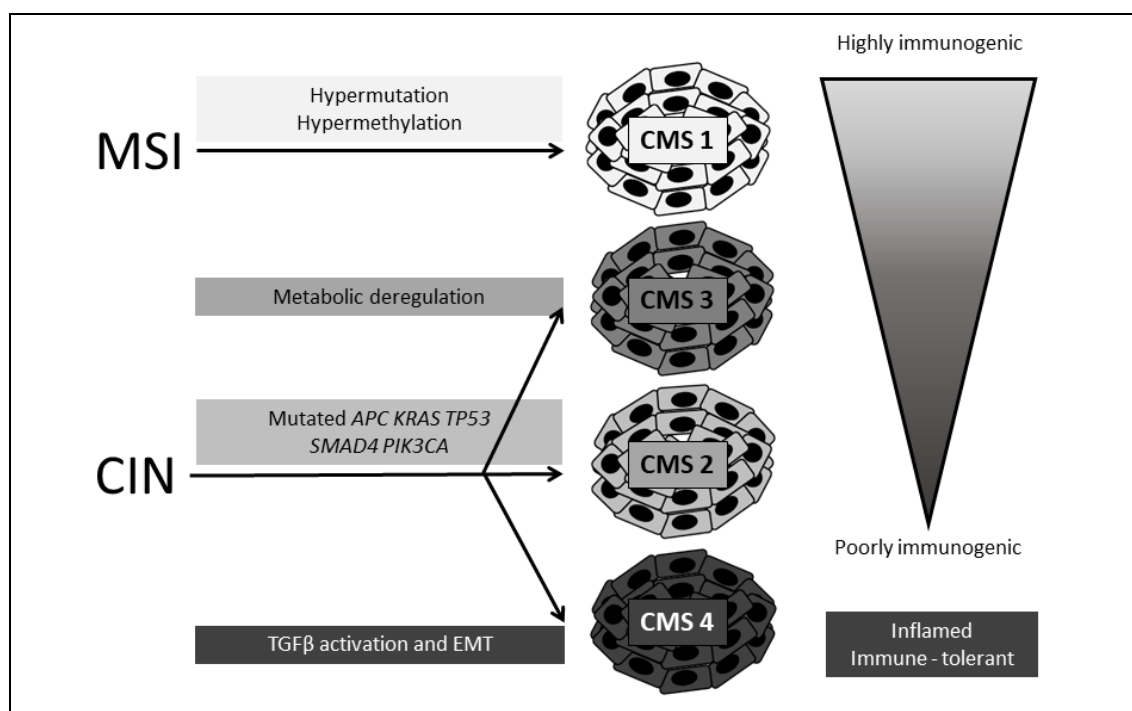 Highly immunogenic
Hypermutation
Hypermethylation
MSI
CMS 1
Metabolic deregulation
CMS 3
Mutated APC KRAS TP53
SMAD4 PIK3CA
CIN
CMS 2
Poorly immunogenic
TGFβ activation and EMT
CMS 4
Inflamed
Immune - tolerant